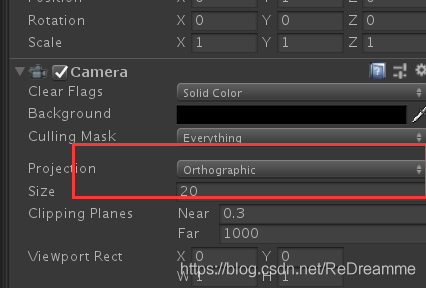 Position X 0 Y 1 Z 0
Rotation X 0 Y 0 Z 0
Scale X 1 Y 1 Z 1
Camera
Clear Flags Solid Color
Background
Culling Mask Everything
Projection Orthographic
Size 20
Clipping Planes Near 0.3
Far 1000
Viewport Rect X 0 Y 0
W 1 H 1
https://blog.csdn.net/ReDreamme